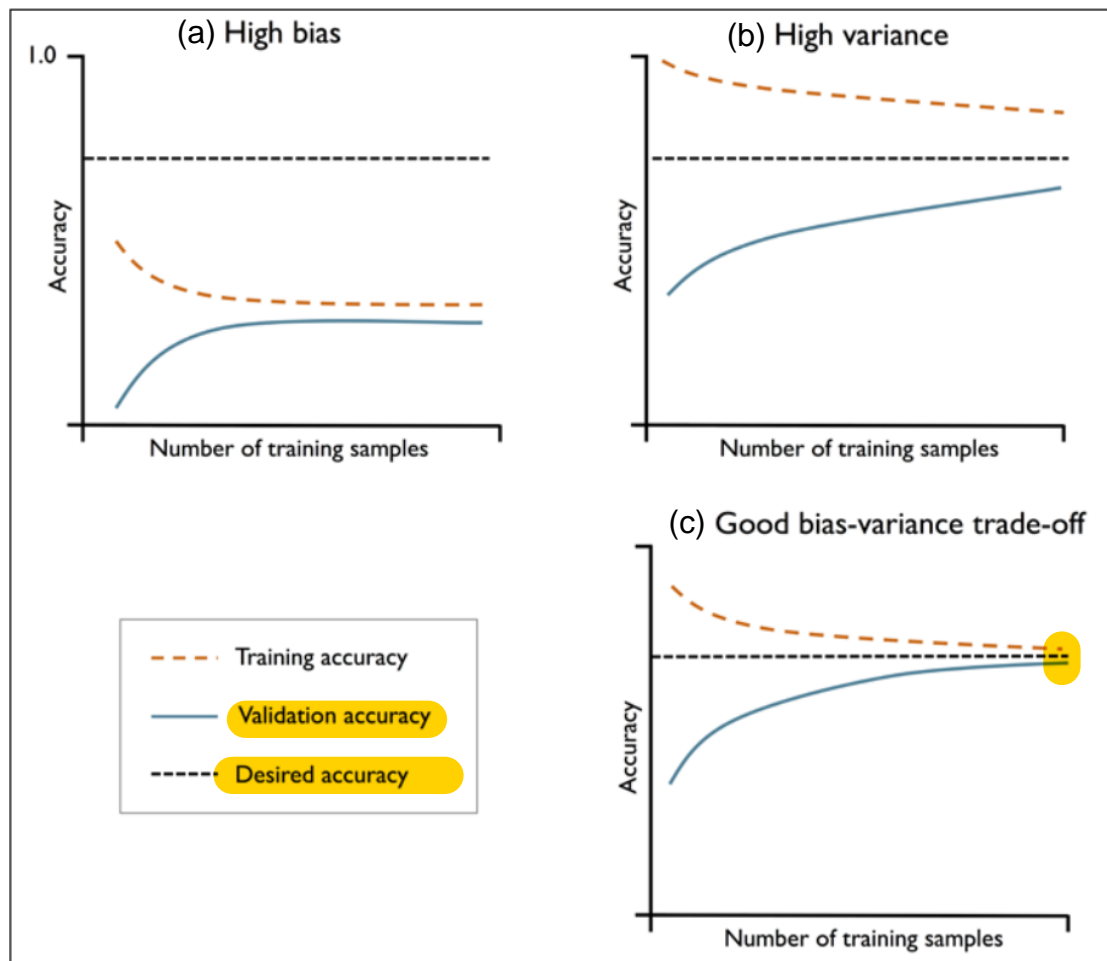 (a) High bias
1.0
Accuracy
Number of training samples
(b) High variance
Accuracy
Number of training samples
(c) Good bias-variance trade-off
Accuracy
Number of training samples
Training accuracy
Validation accuracy
Desired accuracy